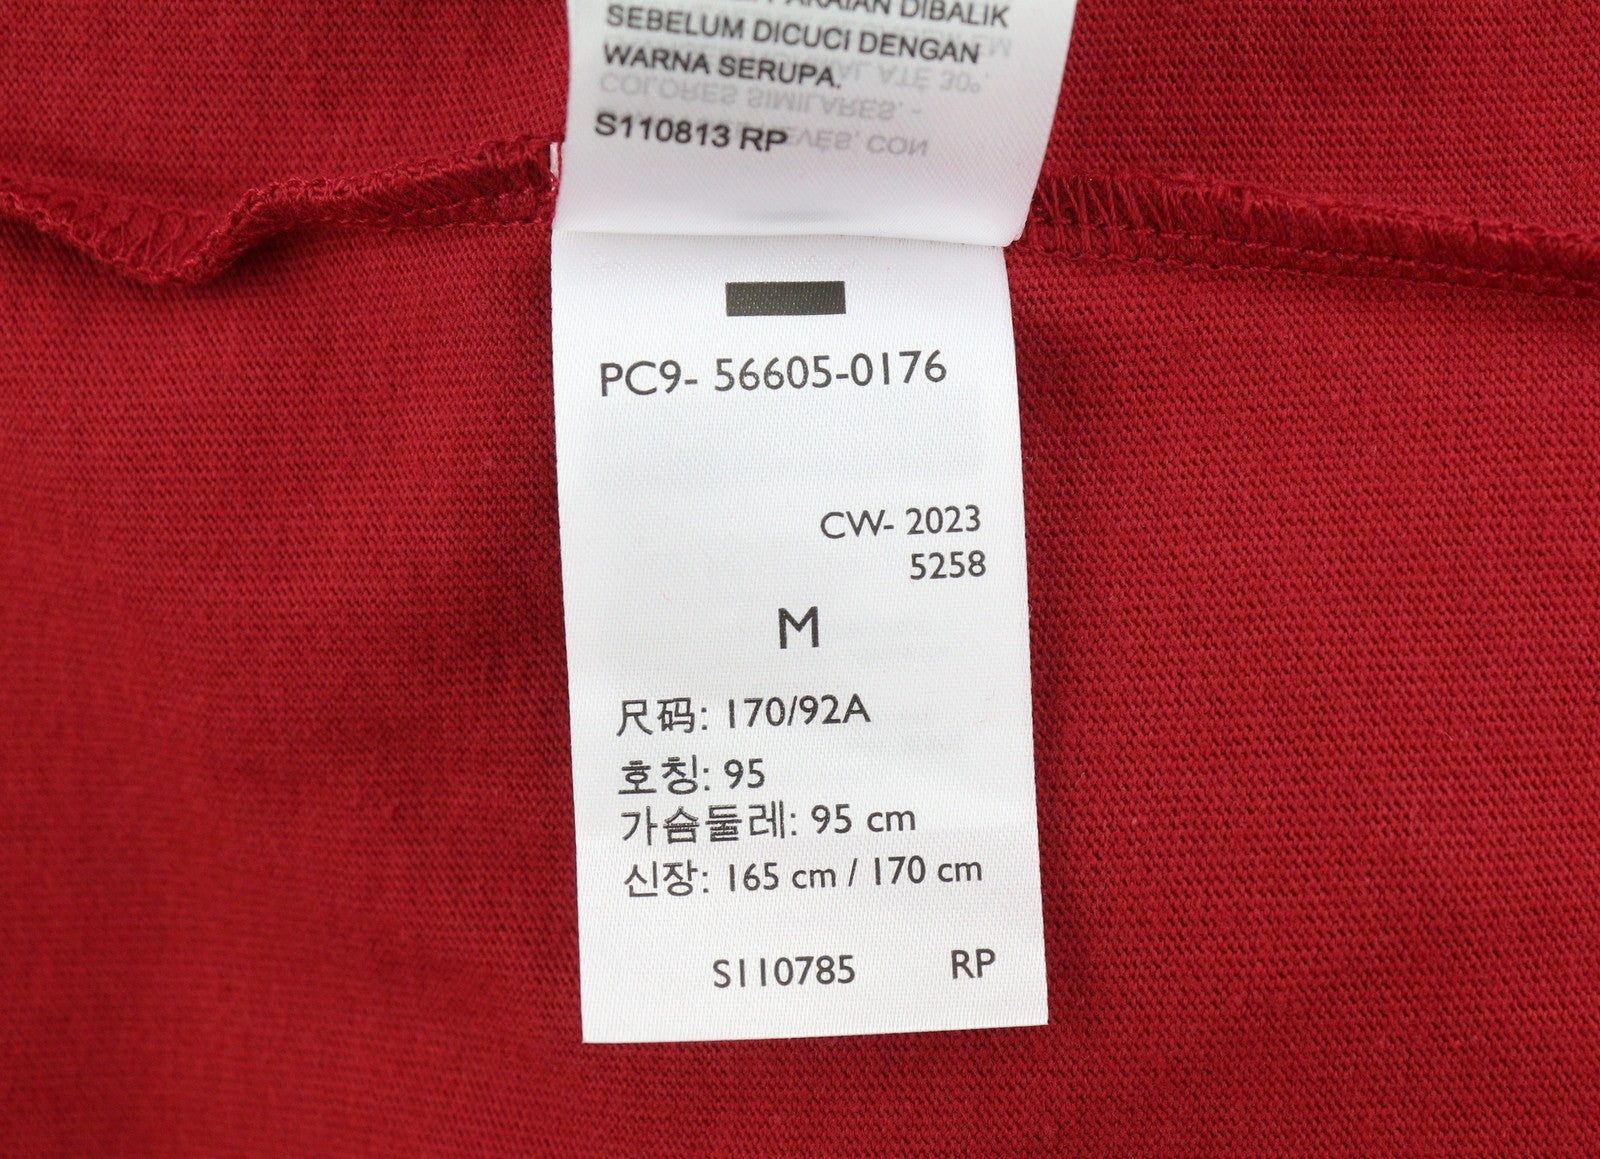 DIBALIK
SEBELUM DICUCI DENGAN
WARNA SERUPA.
S110813 RP
PC9- 56605-0176
CW- 2023
5258
M
尺码: 170/92A
호칭: 95
가슴둘레: 95 cm
신장: 165 cm / 170 cm
S110785 RP